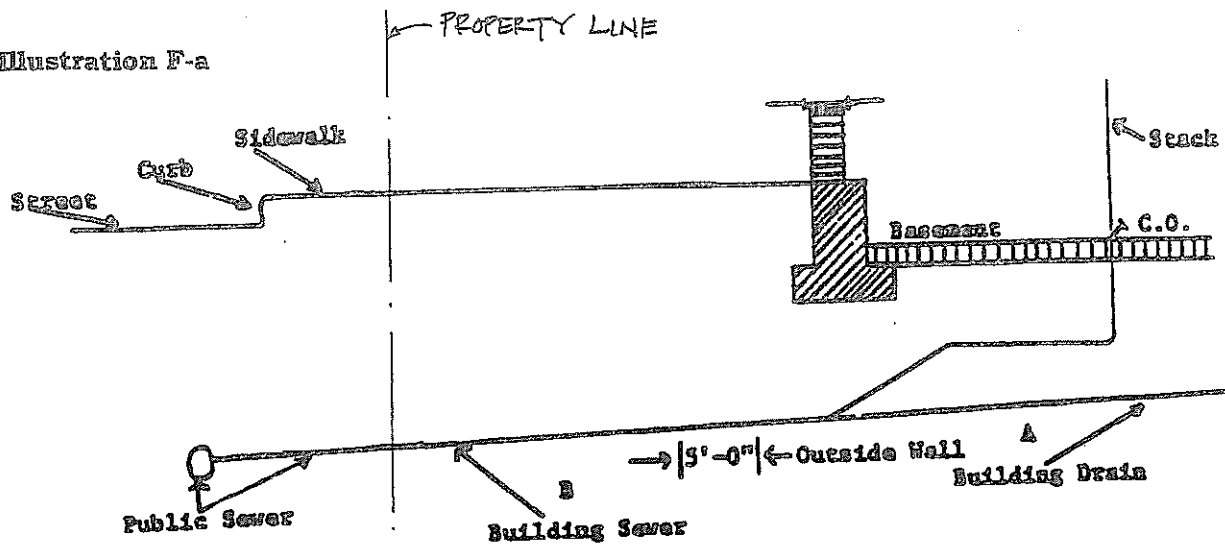 PROPERTY LINE
Illustration F-a
Sidewalk
Curb
Street
Stack
C.O.
Basement
A
5'-0"
Outside Wall
Building Drain
B
Public Sewer
Building Sewer